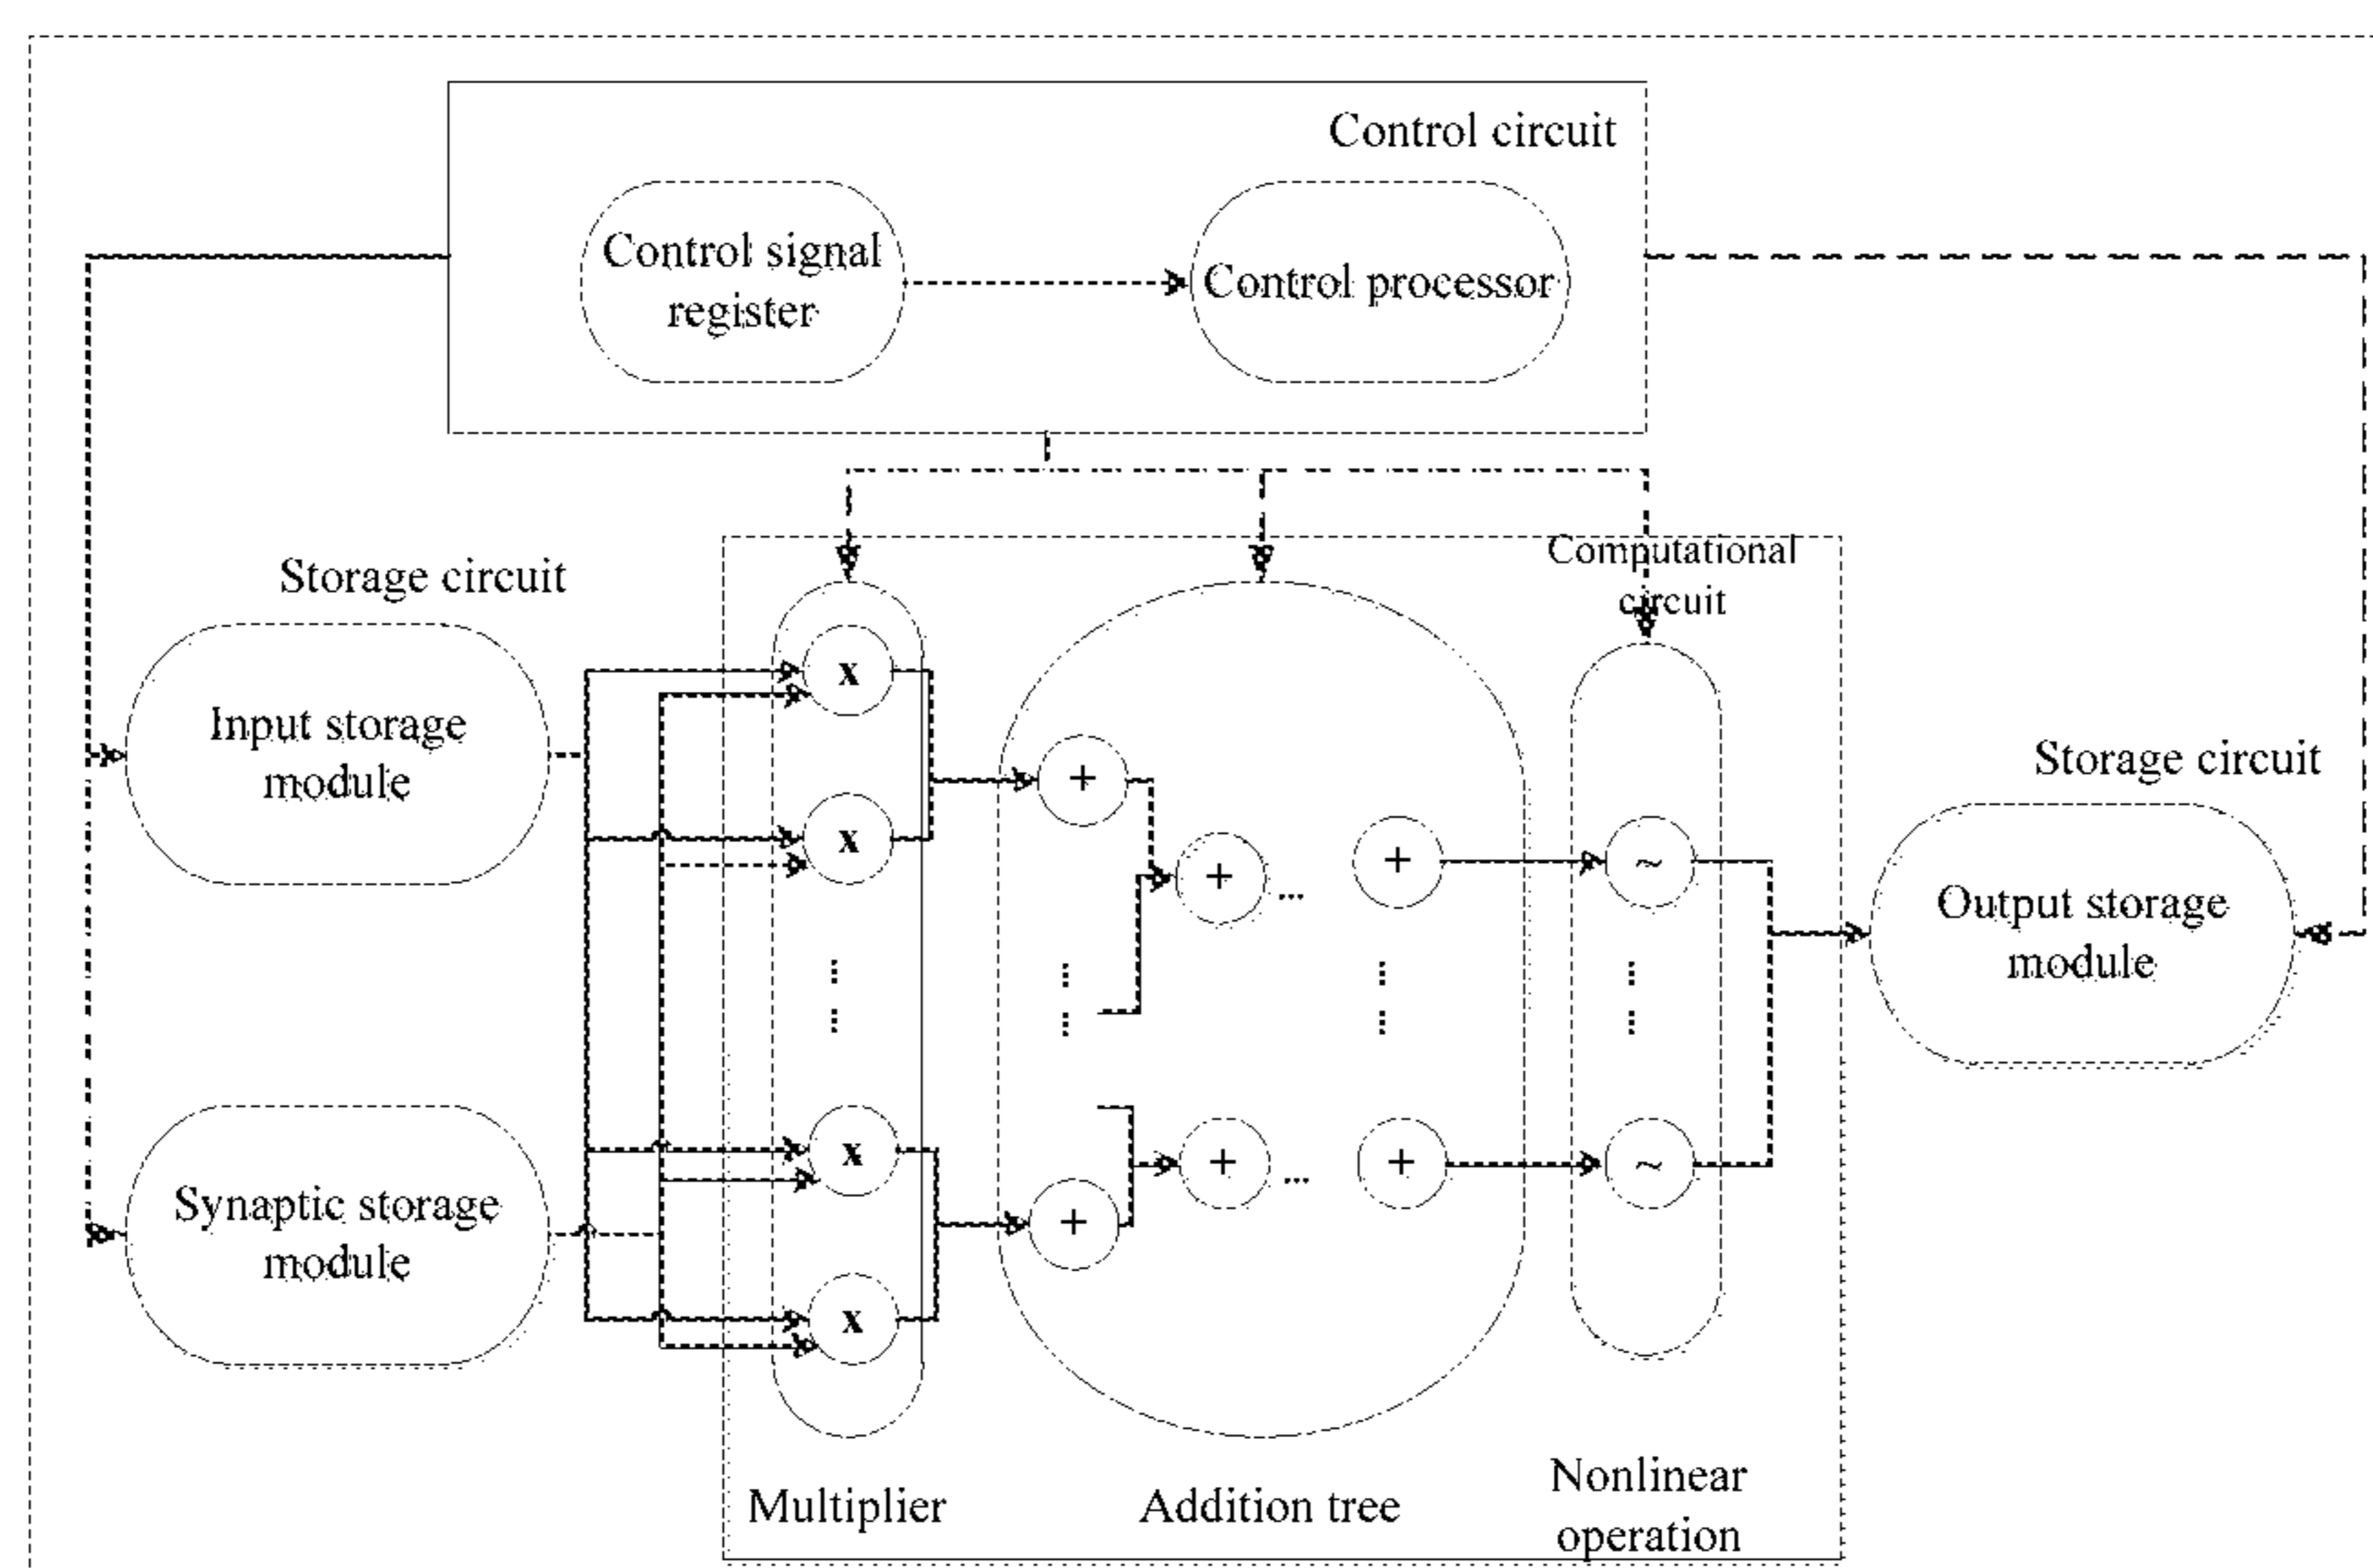 Control circuit
Control signal
register
Control processor
Computational
circuit
Storage circuit
Input storage
module
x
x
+
+
...
+
~
Storage circuit
Output storage
module
Synaptic storage
module
x
x
+
+
...
+
~
Multiplier
Addition tree
Nonlinear
operation